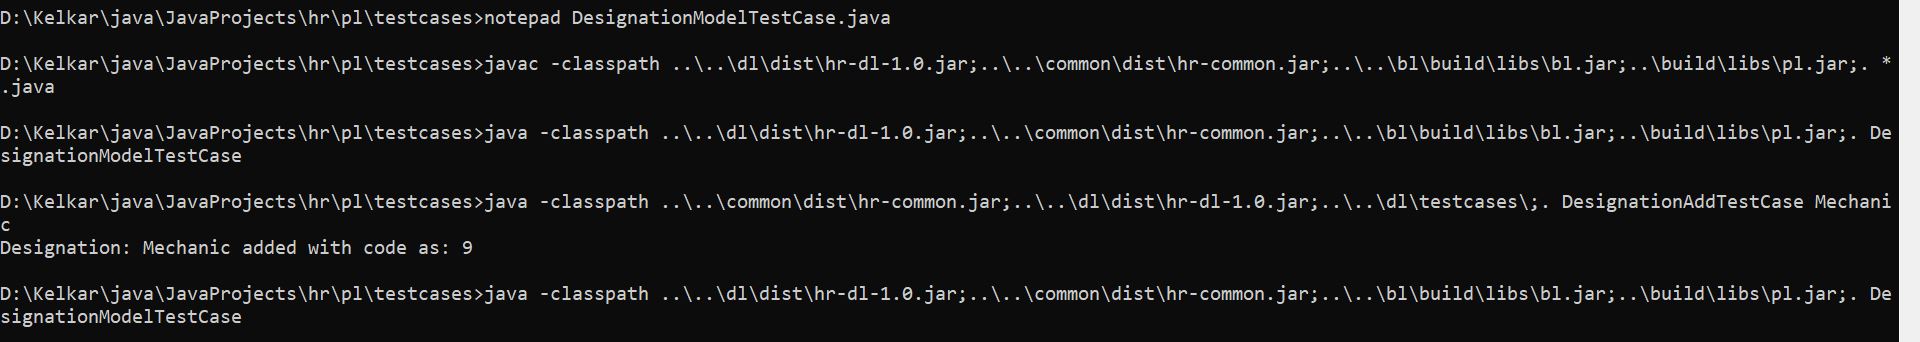 D:\Kelkar\java\JavaProjects\hr\pl\testcases>notepad DesignationModelTestCase.java
D:\Kelkar\java\JavaProjects\hr\pl\testcases>javac -classpath ..\..\dl\dist\hr-dl-1.0.jar;..\..\common\dist\hr-common.jar;..\..\bl\build\libs\bl.jar;..\build\libs\pl.jar;. *
.java
D:\Kelkar\java\JavaProjects\hr\pl\testcases>java -classpath ..\..\dl\dist\hr-dl-1.0.jar;..\..\common\dist\hr-common.jar;..\..\bl\build\libs\bl.jar;..\build\libs\pl.jar;. De
signationModelTestCase
D:\Kelkar\java\JavaProjects\hr\pl\testcases>java -classpath ..\..\common\dist\hr-common.jar;..\..\dl\dist\hr-dl-1.0.jar;..\..\dl\testcases\;. DesignationAddTestCase Mechani
c
Designation: Mechanic added with code as: 9
D:\Kelkar\java\JavaProjects\hr\pl\testcases>java -classpath ..\..\dl\dist\hr-dl-1.0.jar;..\..\common\dist\hr-common.jar;..\..\bl\build\libs\bl.jar;..\build\libs\pl.jar;. De
signationModelTestCase